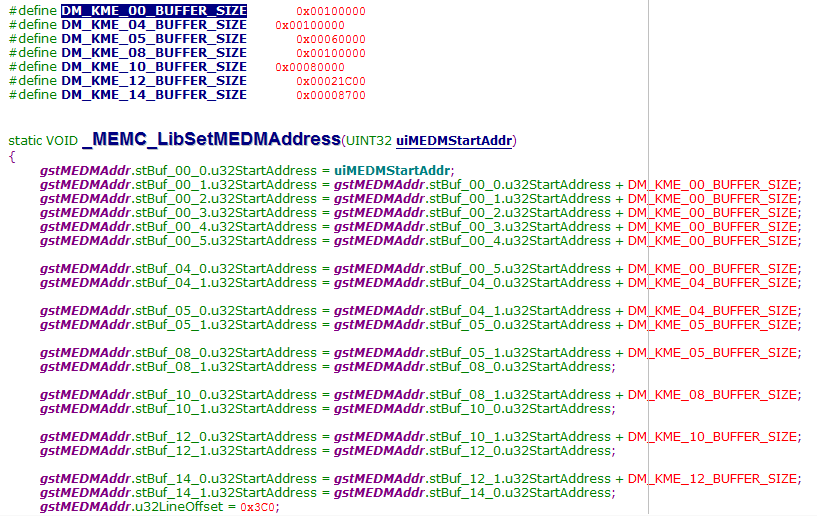 #define DM_KME_00_BUFFER_SIZE 0x00100000
#define DM_KME_04_BUFFER_SIZE 0x00100000
#define DM_KME_05_BUFFER_SIZE 0x00060000
#define DM_KME_08_BUFFER_SIZE 0x00100000
#define DM_KME_10_BUFFER_SIZE 0x00080000
#define DM_KME_12_BUFFER_SIZE 0x00021C00
#define DM_KME_14_BUFFER_SIZE 0x00008700
static VOID _MEMC_LibSetMEDMAddress(UINT32 uiMEDMStartAddr)
{
gstMEDMAddr.stBuf_00_0.u32StartAddress = uiMEDMStartAddr;
gstMEDMAddr.stBuf_00_1.u32StartAddress = gstMEDMAddr.stBuf_00_0.u32StartAddress + DM_KME_00_BUFFER_SIZE;
gstMEDMAddr.stBuf_00_2.u32StartAddress = gstMEDMAddr.stBuf_00_1.u32StartAddress + DM_KME_00_BUFFER_SIZE;
gstMEDMAddr.stBuf_00_3.u32StartAddress = gstMEDMAddr.stBuf_00_2.u32StartAddress + DM_KME_00_BUFFER_SIZE;
gstMEDMAddr.stBuf_00_4.u32StartAddress = gstMEDMAddr.stBuf_00_3.u32StartAddress + DM_KME_00_BUFFER_SIZE;
gstMEDMAddr.stBuf_00_5.u32StartAddress = gstMEDMAddr.stBuf_00_4.u32StartAddress + DM_KME_00_BUFFER_SIZE;
gstMEDMAddr.stBuf_04_0.u32StartAddress = gstMEDMAddr.stBuf_00_5.u32StartAddress + DM_KME_00_BUFFER_SIZE;
gstMEDMAddr.stBuf_04_1.u32StartAddress = gstMEDMAddr.stBuf_04_0.u32StartAddress + DM_KME_04_BUFFER_SIZE;
gstMEDMAddr.stBuf_05_0.u32StartAddress = gstMEDMAddr.stBuf_04_1.u32StartAddress + DM_KME_04_BUFFER_SIZE;
gstMEDMAddr.stBuf_05_1.u32StartAddress = gstMEDMAddr.stBuf_05_0.u32StartAddress + DM_KME_05_BUFFER_SIZE;
gstMEDMAddr.stBuf_08_0.u32StartAddress = gstMEDMAddr.stBuf_05_1.u32StartAddress + DM_KME_05_BUFFER_SIZE;
gstMEDMAddr.stBuf_08_1.u32StartAddress = gstMEDMAddr.stBuf_08_0.u32StartAddress;
gstMEDMAddr.stBuf_10_0.u32StartAddress = gstMEDMAddr.stBuf_08_1.u32StartAddress + DM_KME_08_BUFFER_SIZE;
gstMEDMAddr.stBuf_10_1.u32StartAddress = gstMEDMAddr.stBuf_10_0.u32StartAddress;
gstMEDMAddr.stBuf_12_0.u32StartAddress = gstMEDMAddr.stBuf_10_1.u32StartAddress + DM_KME_10_BUFFER_SIZE;
gstMEDMAddr.stBuf_12_1.u32StartAddress = gstMEDMAddr.stBuf_12_0.u32StartAddress;
gstMEDMAddr.stBuf_14_0.u32StartAddress = gstMEDMAddr.stBuf_12_1.u32StartAddress + DM_KME_12_BUFFER_SIZE;
gstMEDMAddr.stBuf_14_1.u32StartAddress = gstMEDMAddr.stBuf_14_0.u32StartAddress;
gstMEDMAddr.u32LineOffset = 0x3C0;